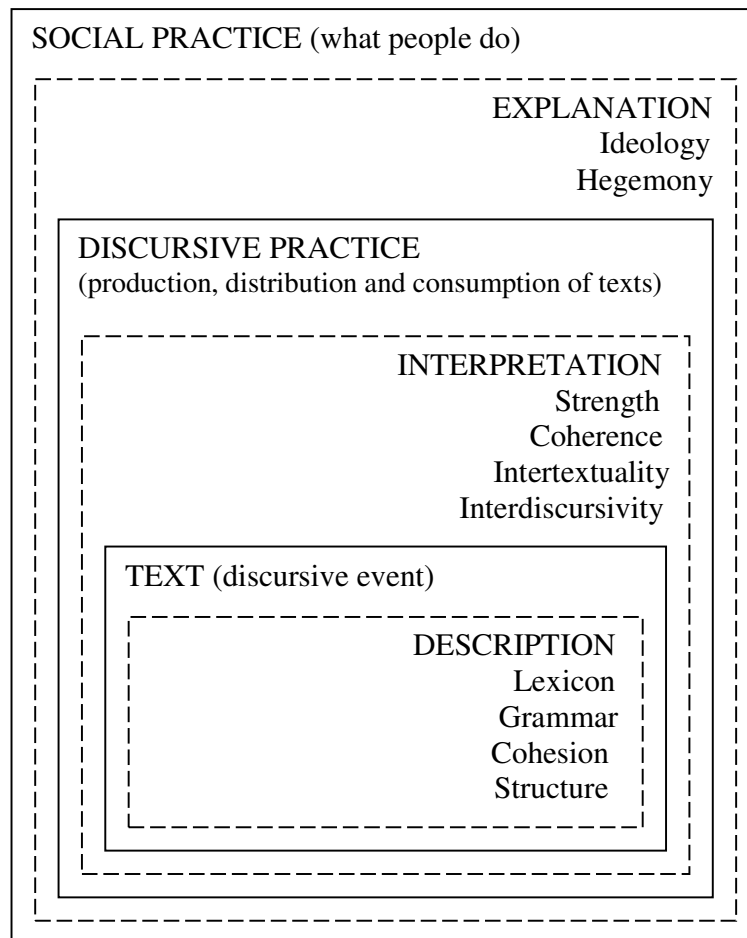 SOCIAL PRACTICE (what people do)
EXPLANATION
Ideology
Hegemony
DISCURSIVE PRACTICE
(production, distribution and consumption of texts)
INTERPRETATION
Strength
Coherence
Intertextuality
Interdiscursivity
TEXT (discursive event)
DESCRIPTION
Lexicon
Grammar
Cohesion
Structure